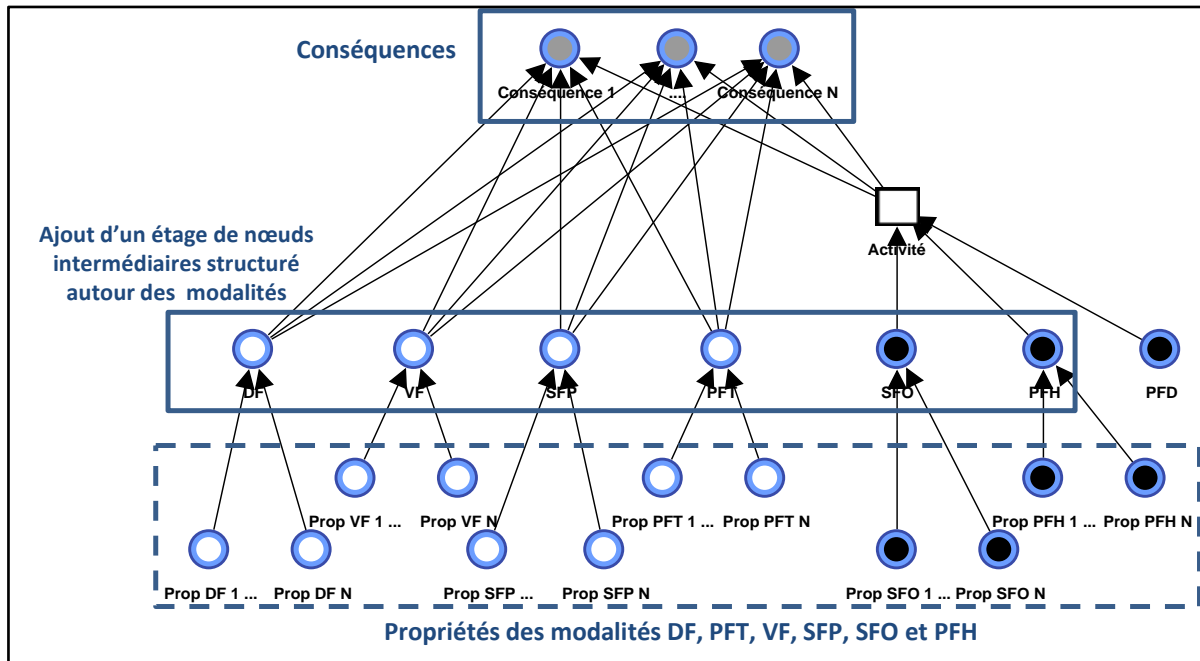 Conséquences
Conséquence 1 .... Conséquence N
Activité
Ajout d'un étage de nœuds
intermédiaires structuré
autour des modalités
DF VF SFP PFT SFO PFH PFD
Prop VF 1 ... Prop VF N Prop PFT 1 ... Prop PFT N Prop PFH 1 ... Prop PFH N
Prop DF 1 ... Prop DF N Prop SFP ... Prop SFP N Prop SFO 1 ... Prop SFO N
Propriétés des modalités DF, PFT, VF, SFP, SFO et PFH